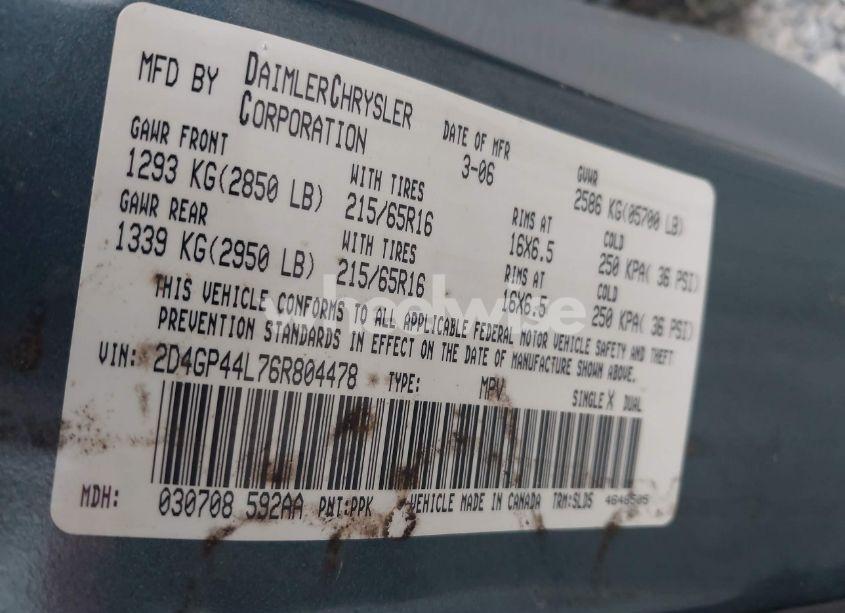 MFD BY DAIMLERCHRYSLER CORPORATION
DATE OF MFR 3-06
GVWR 2586 KG(05700 LB)
GAWR FRONT
1293 KG(2850 LB) WITH TIRES 215/65R16 RIMS AT 16X6.5 COLD 250 KPA( 36 PSI)
GAWR REAR
1339 KG(2950 LB) WITH TIRES 215/65R16 RIMS AT 16X6.5 COLD 250 KPA( 36 PSI)
THIS VEHICLE CONFORMS TO ALL APPLICABLE FEDERAL MOTOR VEHICLE SAFETY AND THEFT
PREVENTION STANDARDS IN EFFECT ON THE DATE OF MANUFACTURE SHOWN ABOVE.
VIN: 2D4GP44L76R804478 TYPE: MPV SINGLE X DUAL
MDH: 030708 592AA PNT:PPK VEHICLE MADE IN CANADA TRM:SLD5
wheelwise